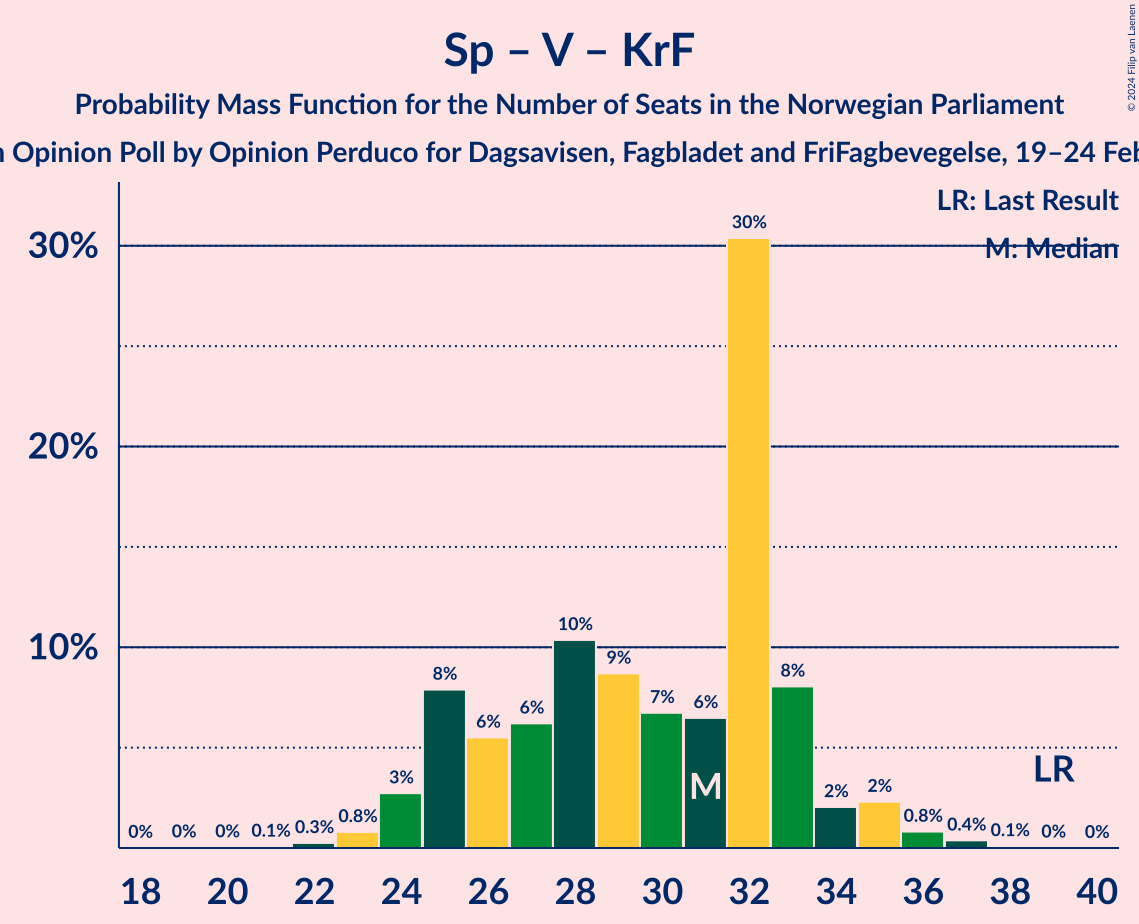 Sp – V – KrF
© 2024 Filip van Laenen
Probability Mass Function for the Number of Seats in the Norwegian Parliament
Opinion Poll by Opinion Perduco for Dagsavisen, Fagbladet and FriFagbevegelse, 19–24 Feb
LR: Last Result
M: Median
30%
20%
10%
0% 0% 0% 0.1% 0.3% 0.8% 3% 8% 6% 6% 10% 9% 7% 6% 30% 8% 2% 2% 0.8% 0.4% 0.1% 0% 0%
M
LR
18 20 22 24 26 28 30 32 34 36 38 40